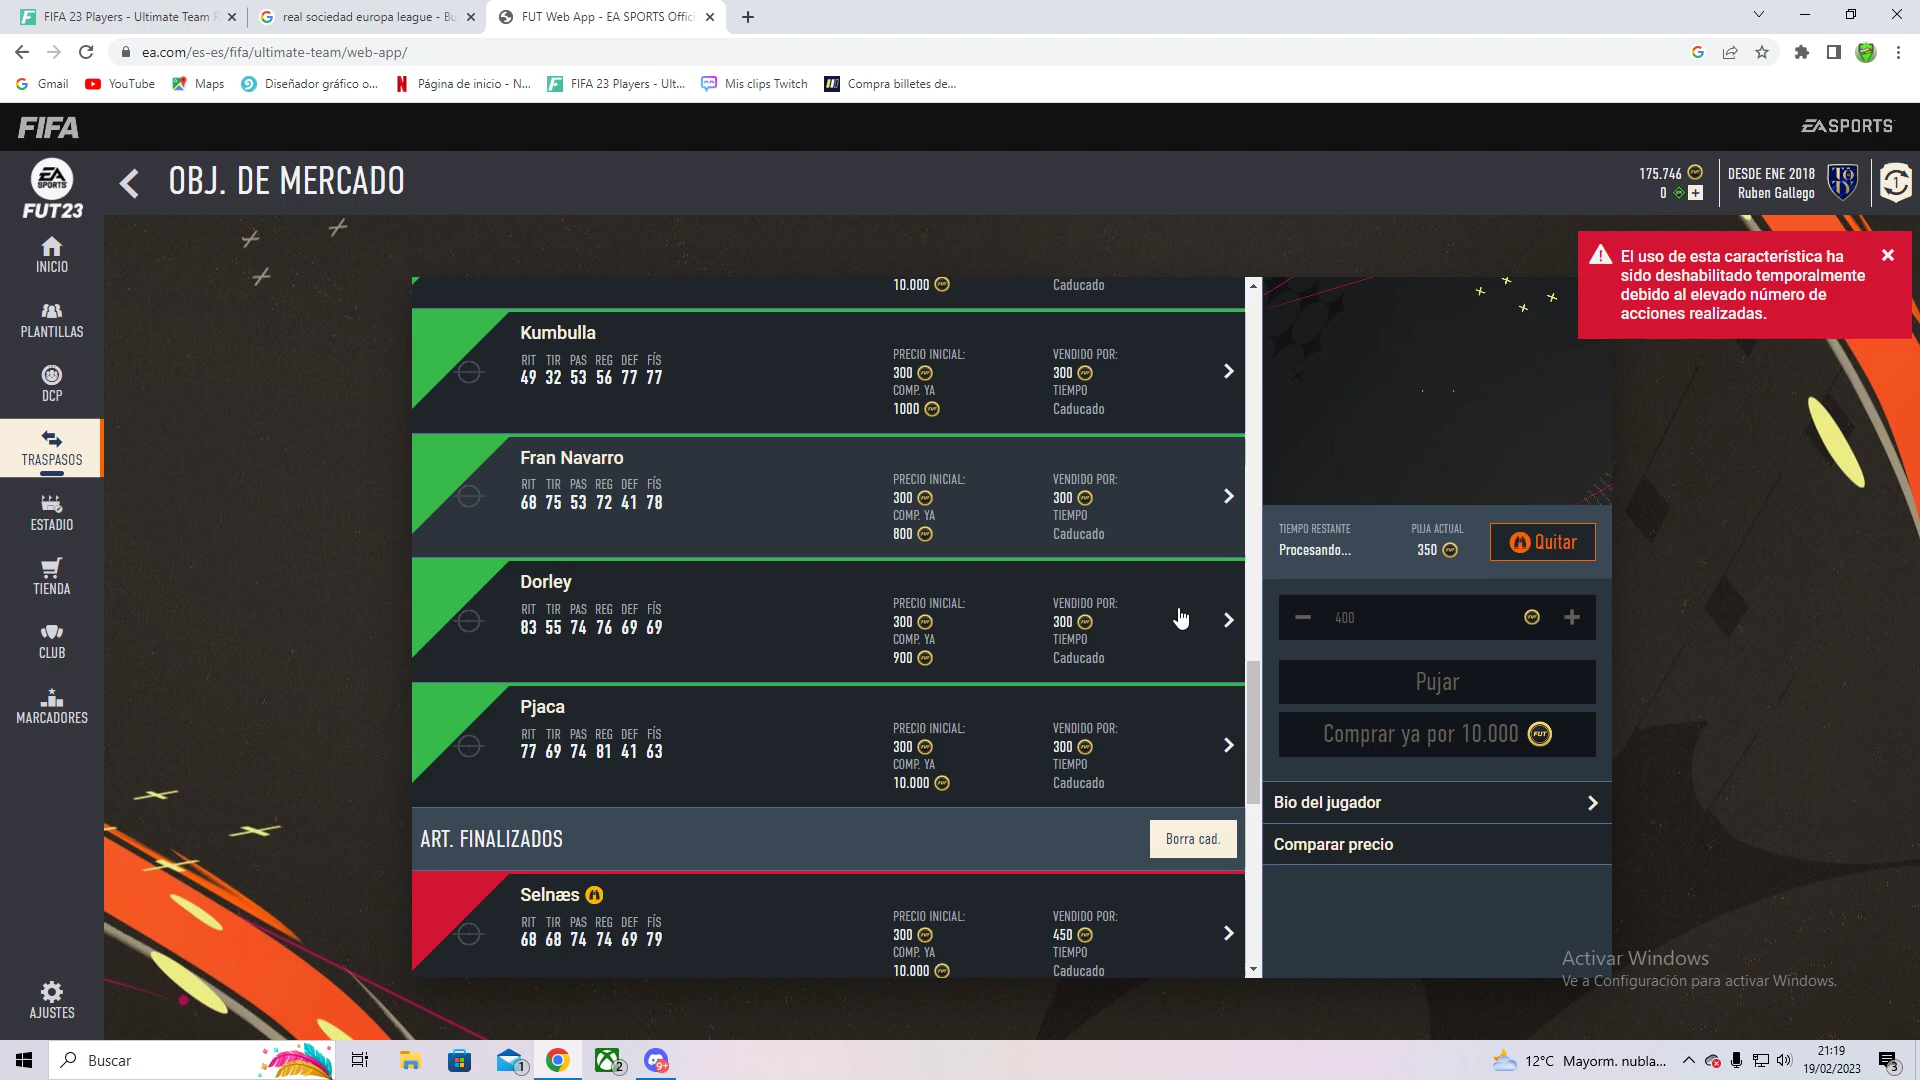 FIFA 23 Players - Ultimate Team F
real sociedad europa league - Bu
FUT Web App - EA SPORTS Offici
ea.com/es-es/fifa/ultimate-team/web-app/
Gmail
YouTube
Maps
Diseñador gráfico o...
Página de inicio - N...
FIFA 23 Players - Ult...
Mis clips Twitch
Compra billetes de...
FIFA
EA SPORTS
EA SPORTS
FUT23
OBJ. DE MERCADO
175.746
0
DESDE ENE 2018
Ruben Gallego
1
INICIO
PLANTILLAS
DCP
TRASPASOS
ESTADIO
TIENDA
CLUB
MARCADORES
AJUSTES
El uso de esta característica ha
sido deshabilitado temporalmente
debido al elevado número de
acciones realizadas.
10.000
Caducado
Kumbulla
RIT TIR PAS REG DEF FÍS
49 32 53 56 77 77
PRECIO INICIAL:
300
COMP. YA
1000
VENDIDO POR:
300
TIEMPO
Caducado
Fran Navarro
RIT TIR PAS REG DEF FÍS
68 75 53 72 41 78
PRECIO INICIAL:
300
COMP. YA
800
VENDIDO POR:
300
TIEMPO
Caducado
Dorley
RIT TIR PAS REG DEF FÍS
83 55 74 76 69 69
PRECIO INICIAL:
300
COMP. YA
900
VENDIDO POR:
300
TIEMPO
Caducado
Pjaca
RIT TIR PAS REG DEF FÍS
77 69 74 81 41 63
PRECIO INICIAL:
300
COMP. YA
10.000
VENDIDO POR:
300
TIEMPO
Caducado
ART. FINALIZADOS
Borra cad.
Selnæs
RIT TIR PAS REG DEF FÍS
68 68 74 74 69 79
PRECIO INICIAL:
300
COMP. YA
10.000
VENDIDO POR:
450
TIEMPO
Caducado
TIEMPO RESTANTE
Procesando...
PUJA ACTUAL
350
Quitar
400
Pujar
Comprar ya por 10.000
FUT
Bio del jugador
Comparar precio
Activar Windows
Ve a Configuración para activar Windows.
Buscar
1
2
9+
12°C Mayorm. nubla...
21:19
19/02/2023
3